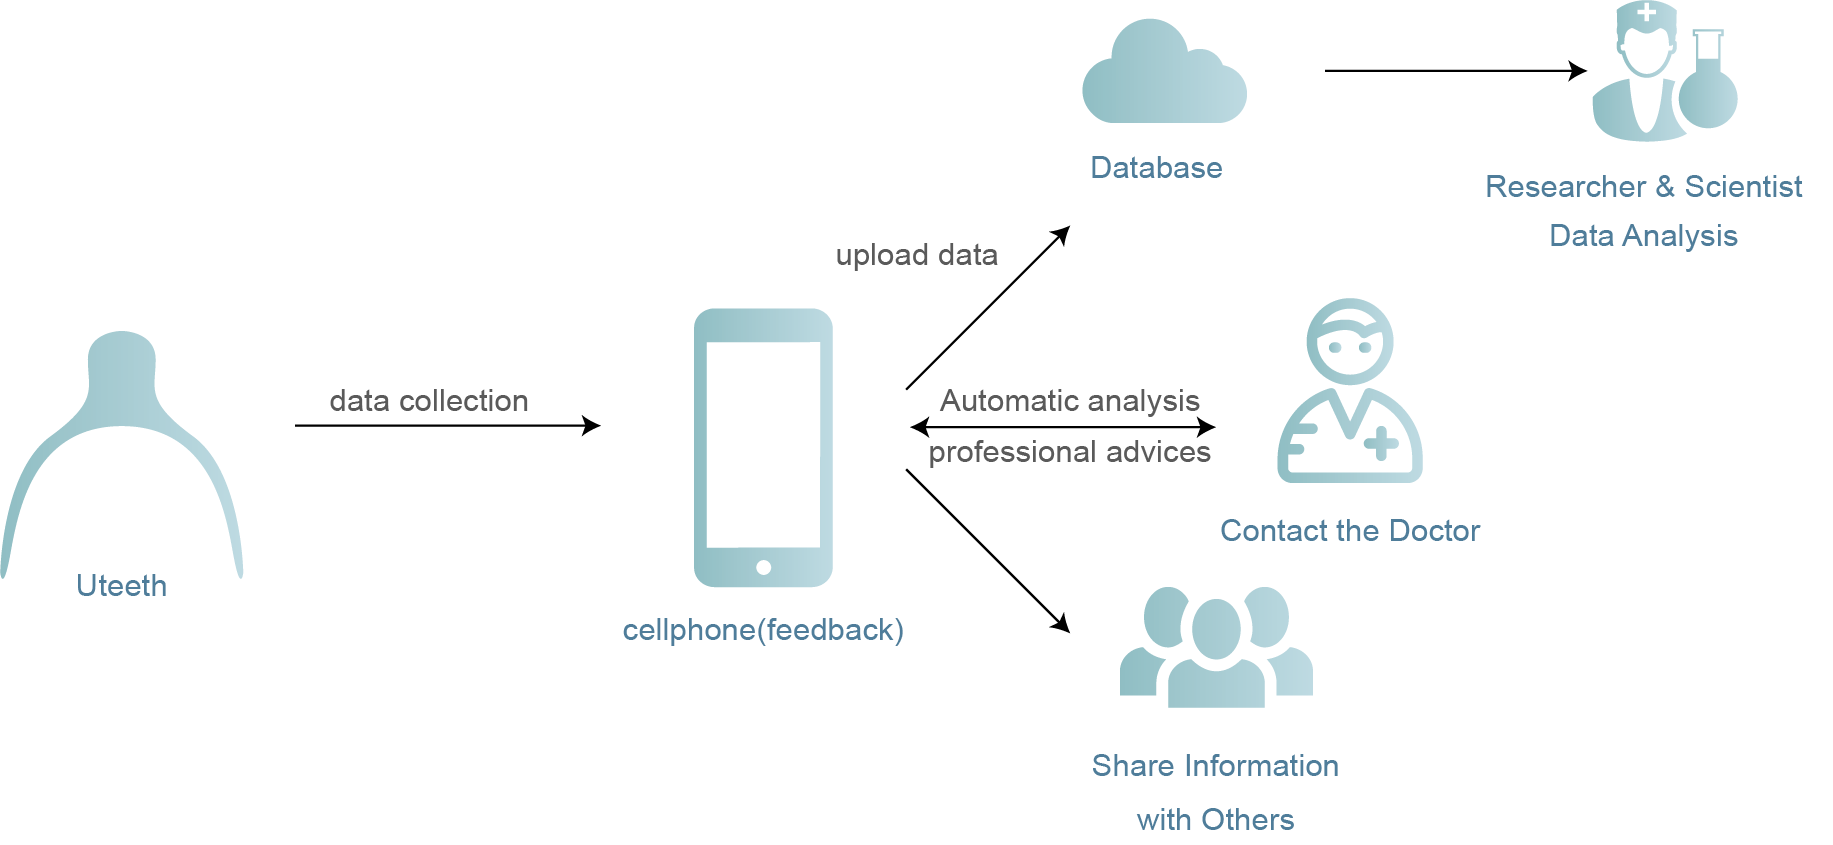 Database
Researcher & Scientist
Data Analysis
upload data
data collection
Automatic analysis
professional advices
Contact the Doctor
Uteeth
cellphone(feedback)
Share Information
with Others